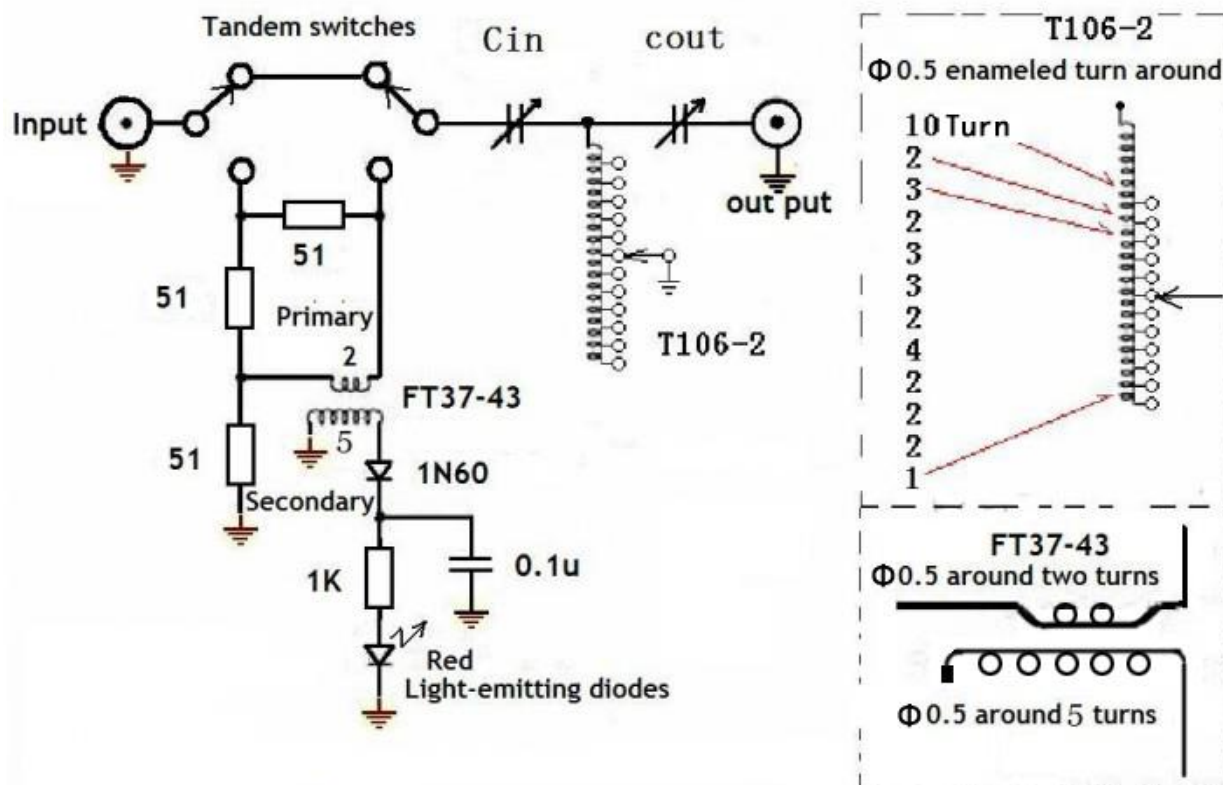 Tandem switches
Cin
cout
Input
out put
51
51
Primary
2
T106-2
FT37-43
5
51
1N60
Secondary
1K
0.1u
Red
Light-emitting diodes
T106-2
Φ0.5 enameled turn around
10 Turn
2
3
2
3
3
2
4
2
2
2
1
FT37-43
Φ0.5 around two turns
Φ0.5 around 5 turns